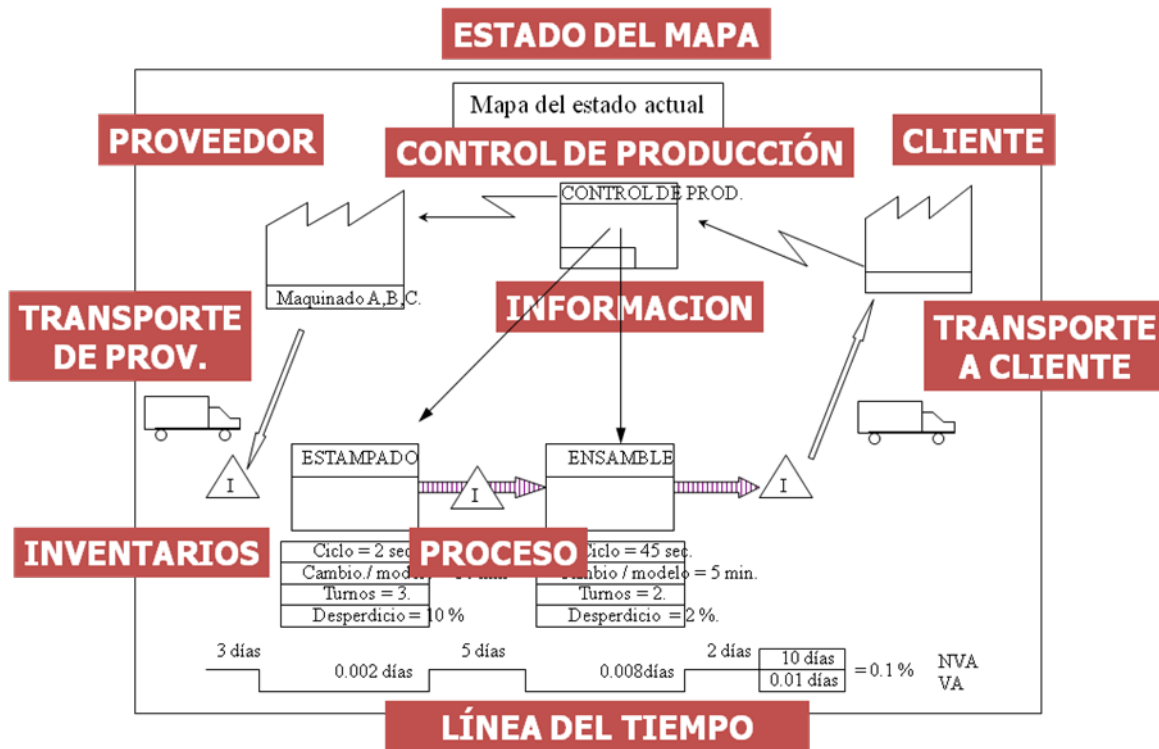 ESTADO DEL MAPA
Mapa del estado actual
PROVEEDOR
CONTROL DE PRODUCCIÓN
CLIENTE
CONTROL DE PROD.
Maquinado A,B,C.
TRANSPORTE
DE PROV.
INFORMACION
TRANSPORTE
A CLIENTE
ESTAMPADO
ENSAMBLE
I
I
I
INVENTARIOS
PROCESO
Ciclo = 2 sec
Cambio./ model
Turnos = 3.
Desperdicio = 10 %
Ciclo = 45 sec.
/ modelo = 5 min.
Turnos = 2.
Desperdicio = 2 %.
3 días
0.002 días
5 días
0.008días
2 días
10 días
0.01 días
= 0.1 %
NVA
VA
LÍNEA DEL TIEMPO